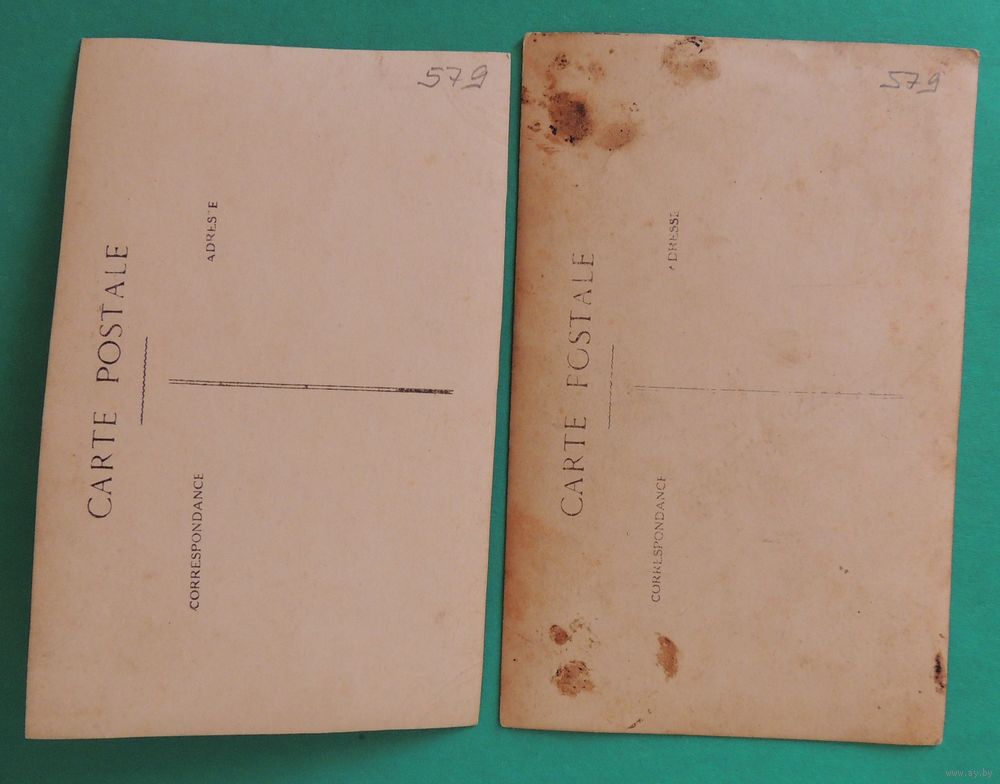 579
CARTE POSTALE
CORRESPONDANCE
ADRESSE
579
CARTE POSTALE
CORRESPONDANCE
ADRESSE
www.ay.by